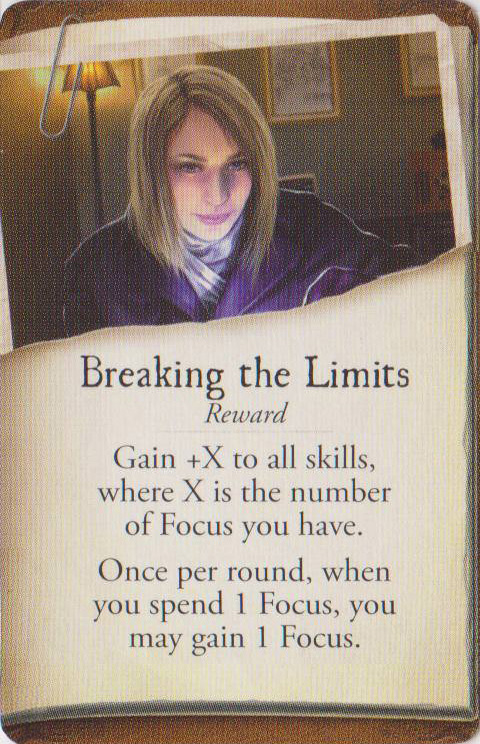 Breaking the Limits
Reward
Gain +X to all skills,
where X is the number
of Focus you have.
Once per round, when
you spend 1 Focus, you
may gain 1 Focus.